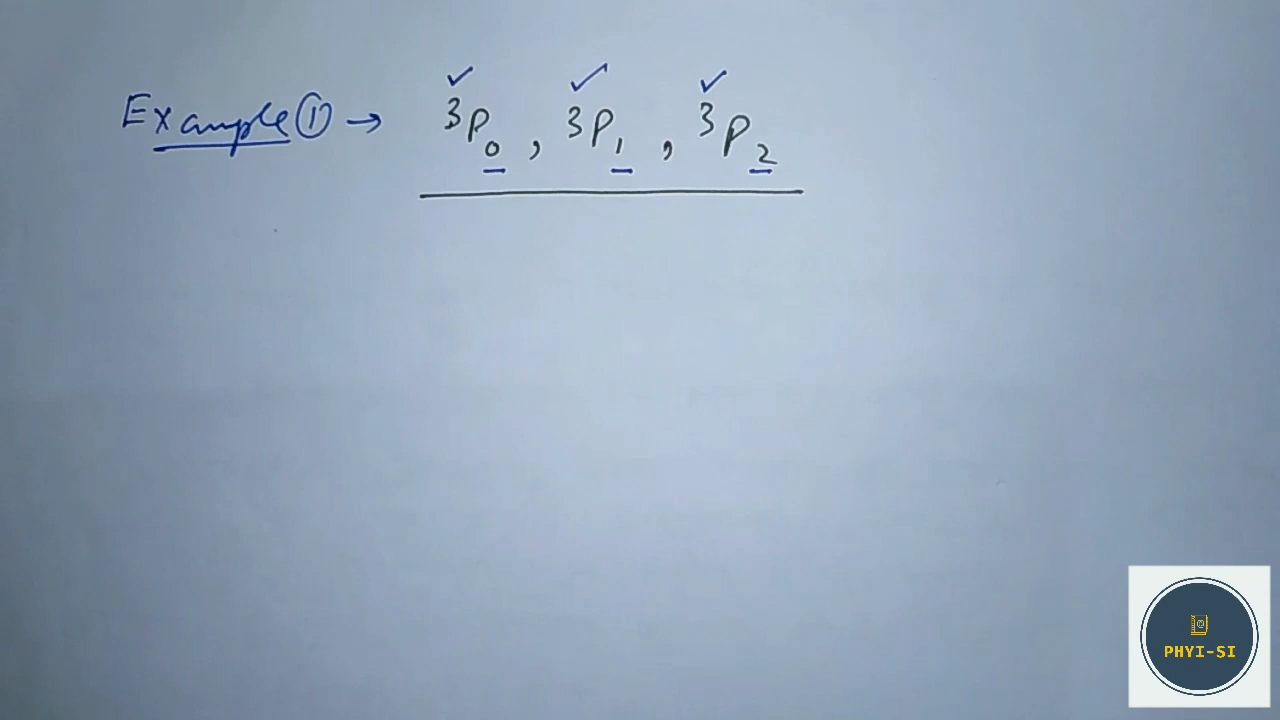 Example ① → ³P₀ , ³P₁ , ³P₂
PHYI-SI